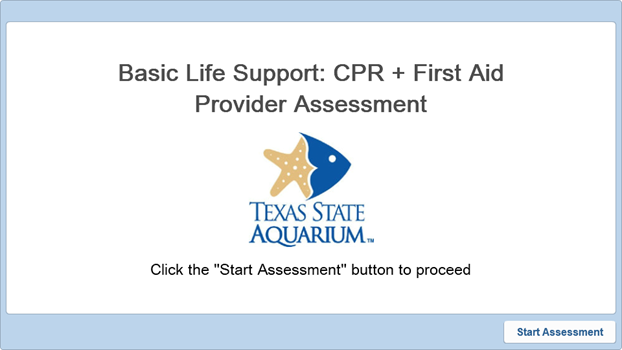 Basic Life Support: CPR + First Aid
Provider Assessment
TEXAS STATE
AQUARIUM™
Click the "Start Assessment" button to proceed
Start Assessment